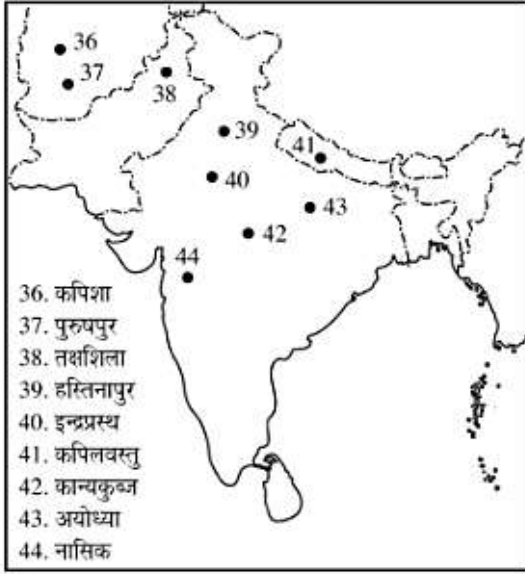 36
37
38
39
41
40
43
42
44
36. कपिशा
37. पुरुषपुर
38. तक्षशिला
39. हस्तिनापुर
40. इन्द्रप्रस्थ
41. कपिलवस्तु
42. कान्यकुब्ज
43. अयोध्या
44. नासिक